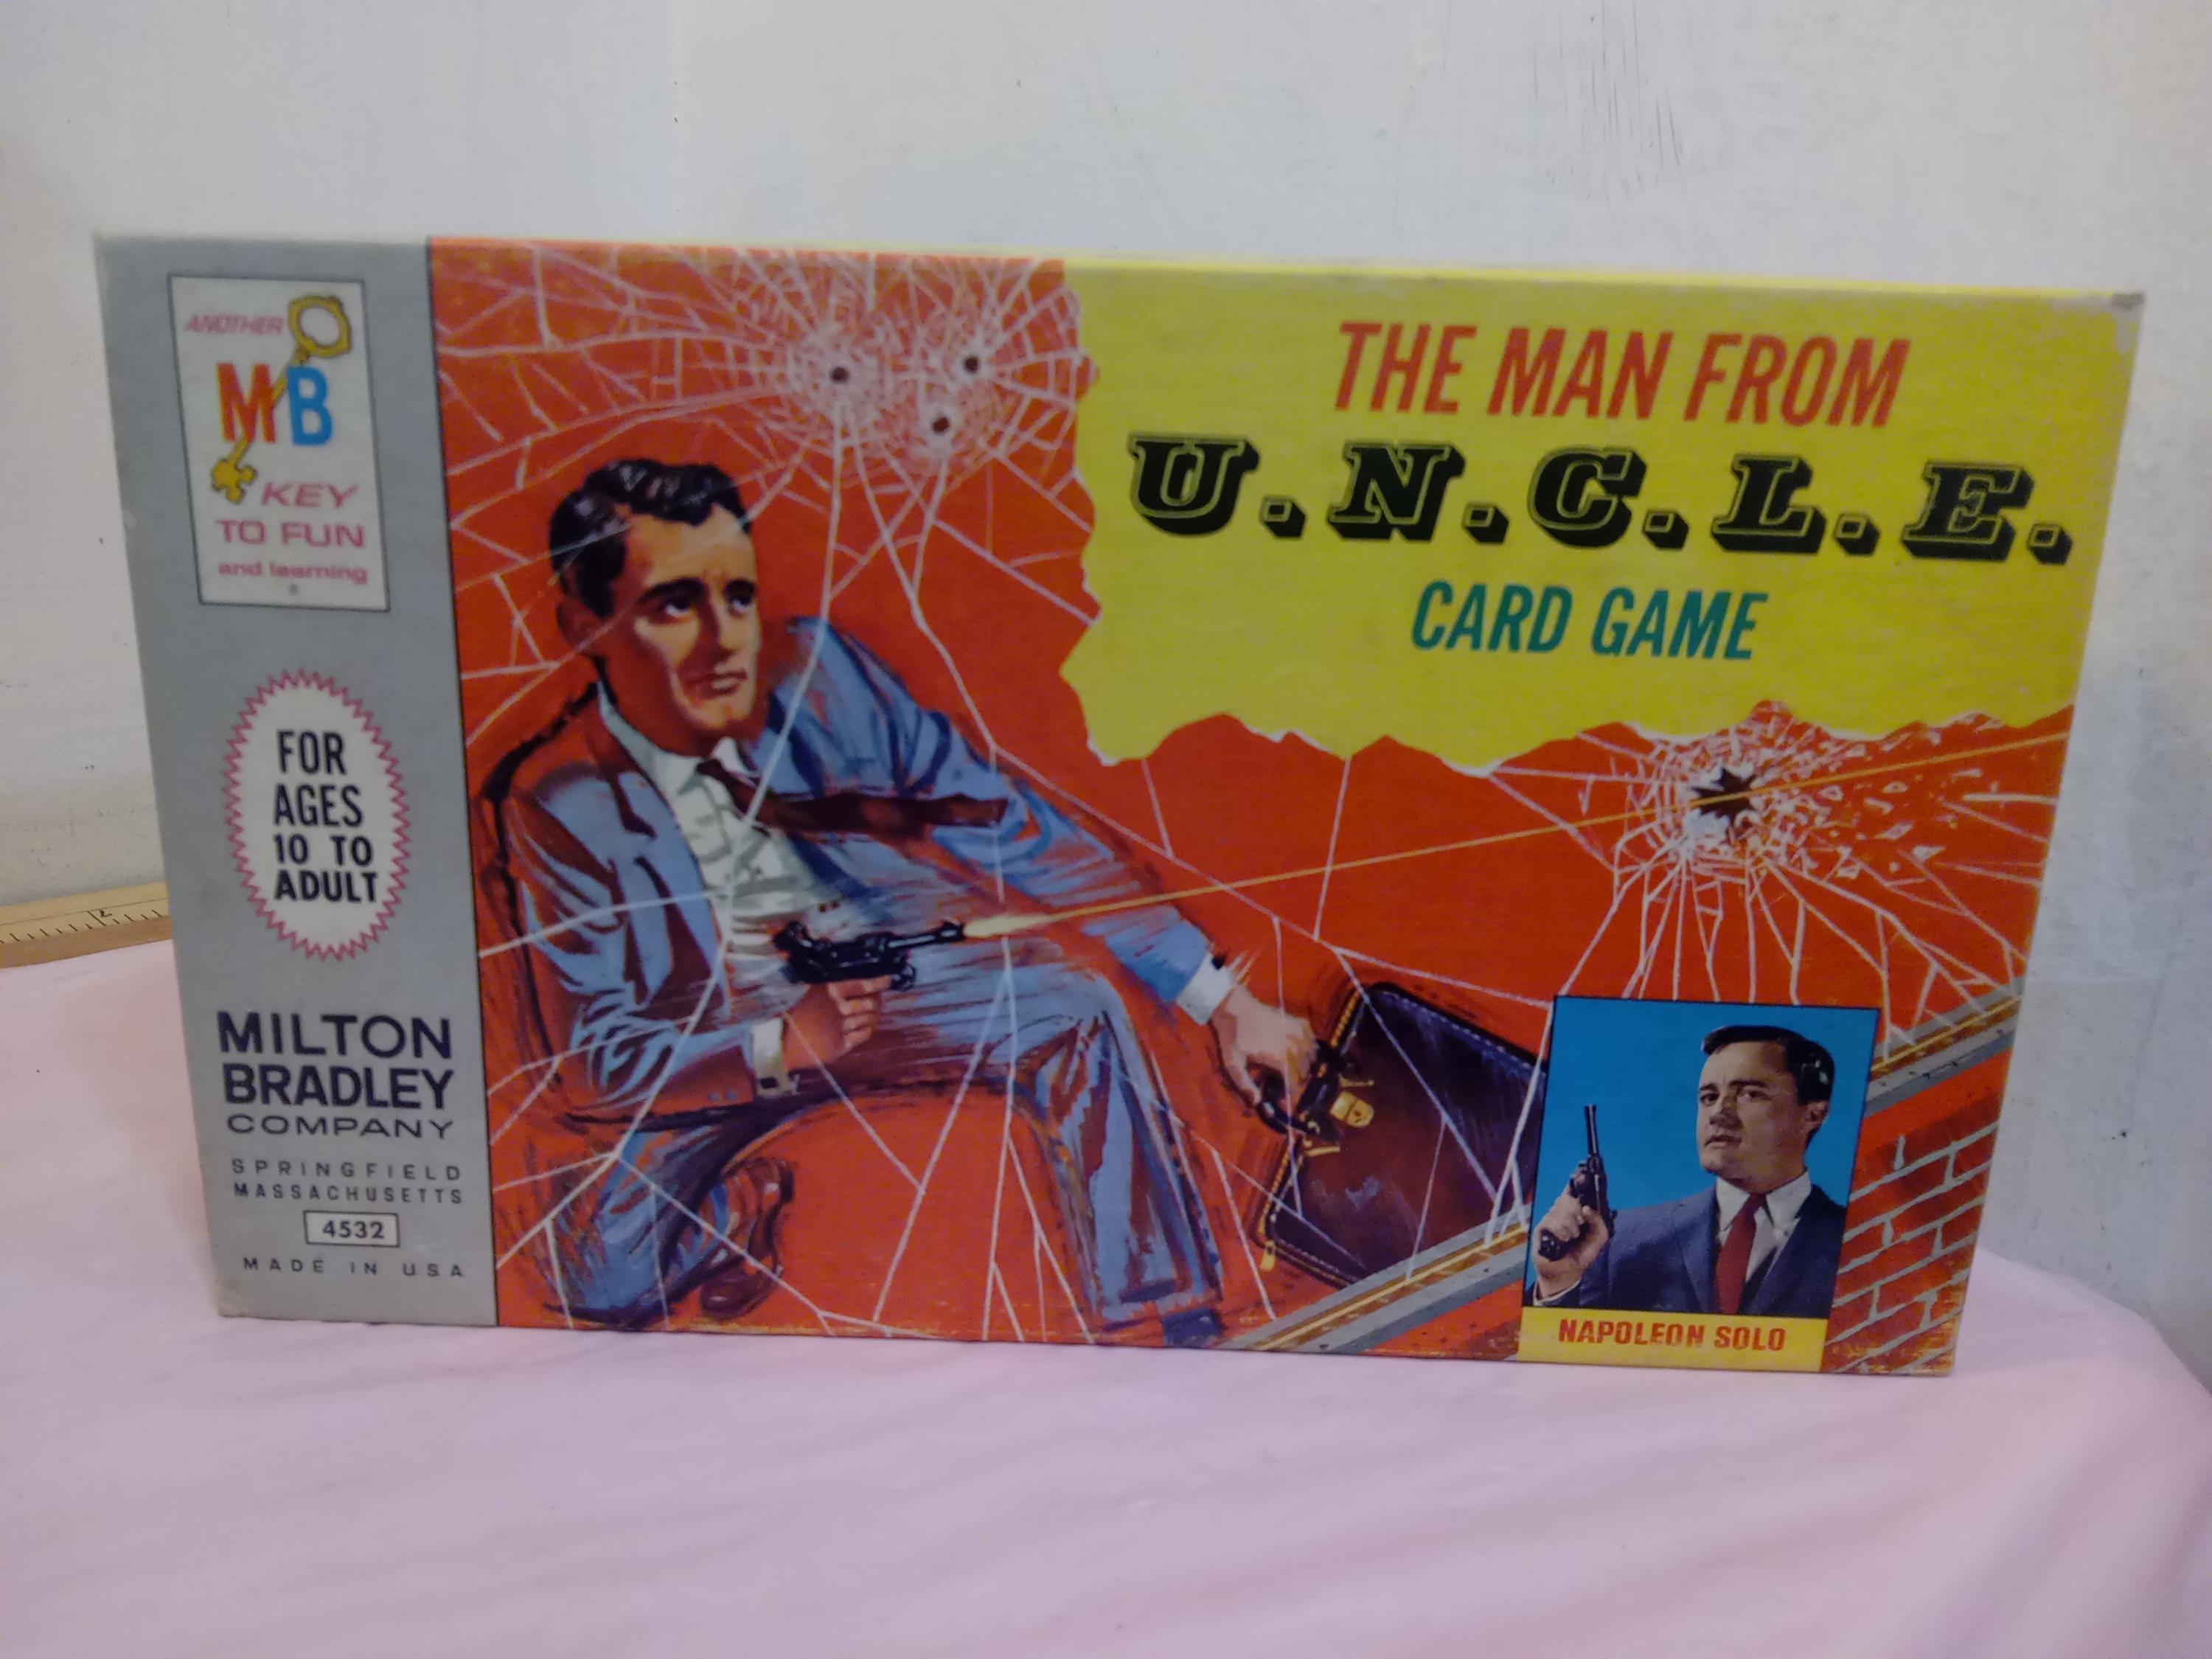 ANOTHER
MB
KEY
TO FUN
and learning
FOR
AGES
10 TO
ADULT
MILTON
BRADLEY
COMPANY
SPRINGFIELD
MASSACHUSETTS
4532
MADE IN USA
THE MAN FROM
U.N.C.L.E.
CARD GAME
NAPOLEON SOLO
2